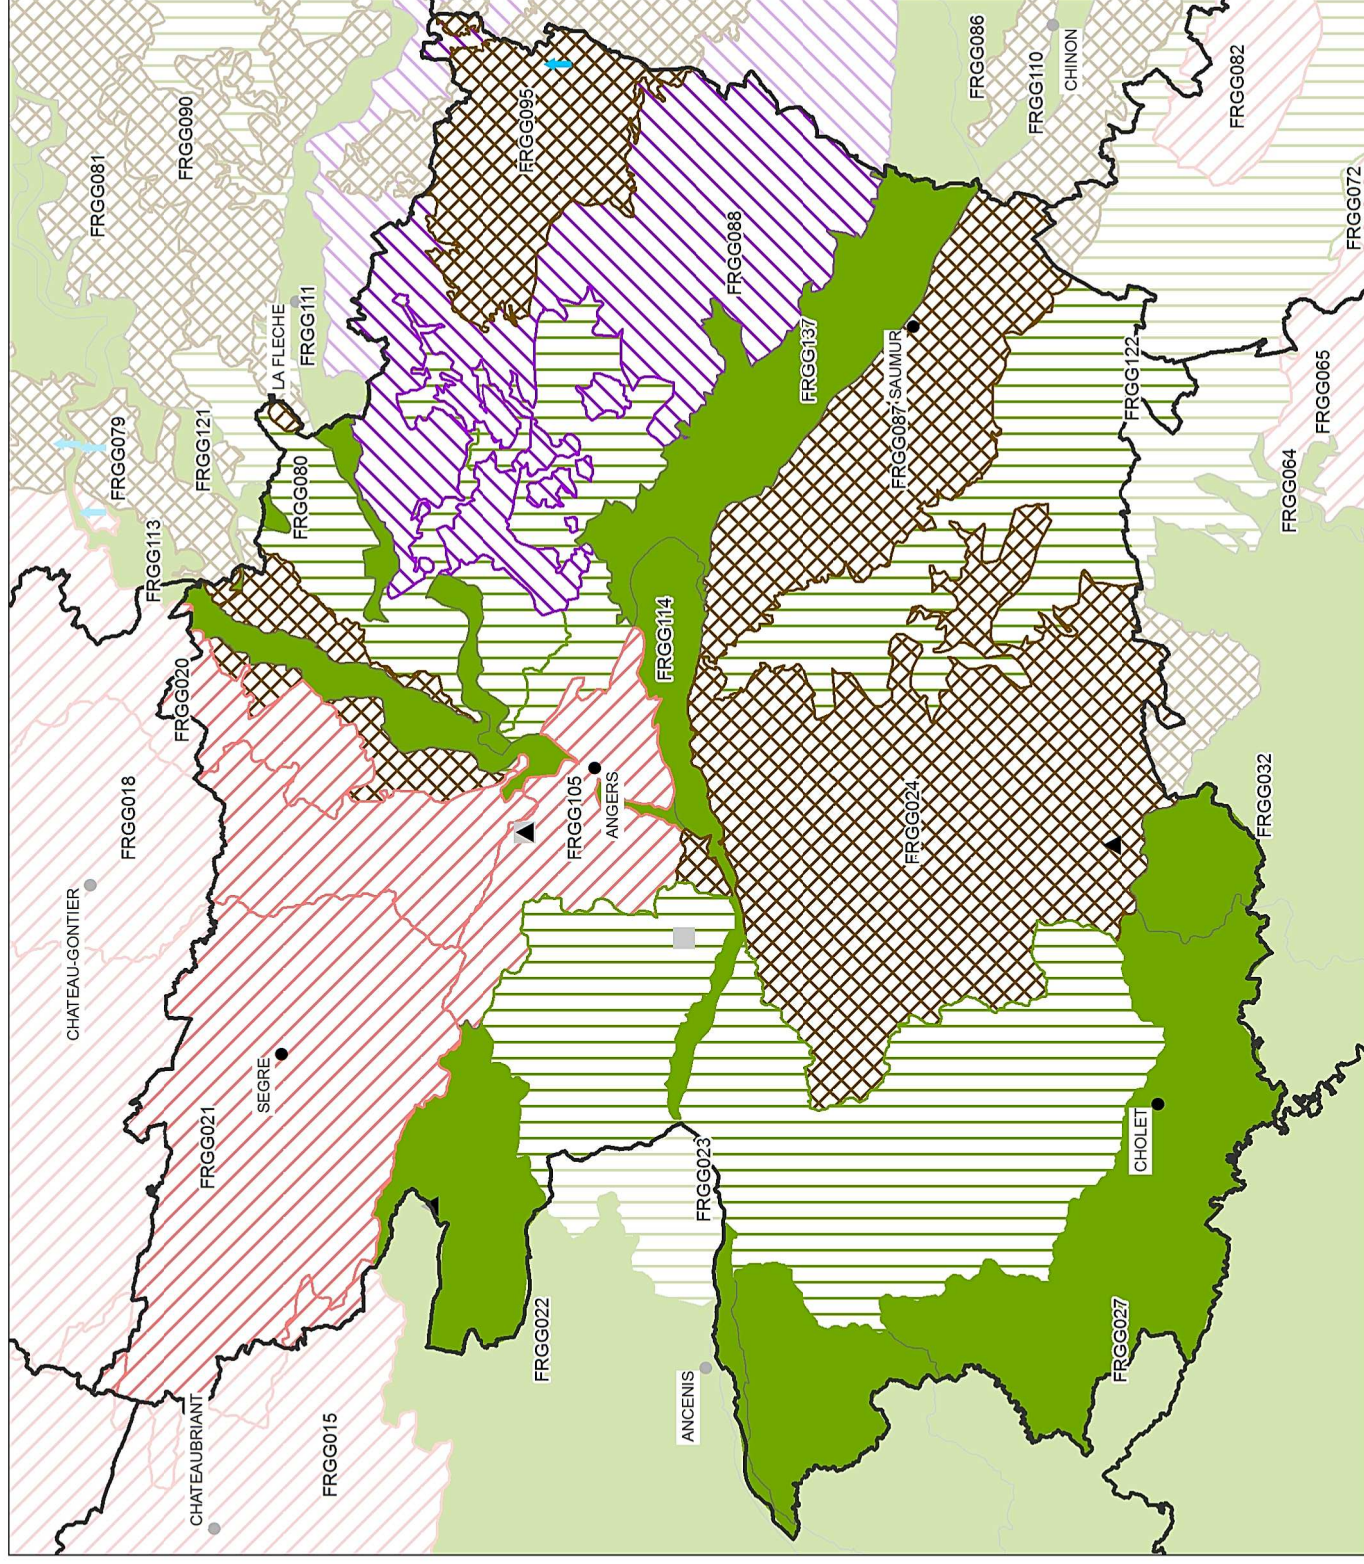 CHATEAU-GONTIER
FRGG081
FRGG079
FRGG018
FRGG113
FRGG020
FRGG090
CHATEAUBRIANT
FRGG121
FRGG021
SEGRE
LA FLECHE
FRGG080
FRGG111
FRGG015
FRGG095
FRGG022
FRGG105
ANGERS
FRGG114
ANCENIS
FRGG023
FRGG088
FRGG137
FRGG087
SAUMUR
FRGG024
FRGG086
FRGG110
CHINON
FRGG027
FRGG122
CHOLET
FRGG082
FRGG032
FRGG064
FRGG065
FRGG072